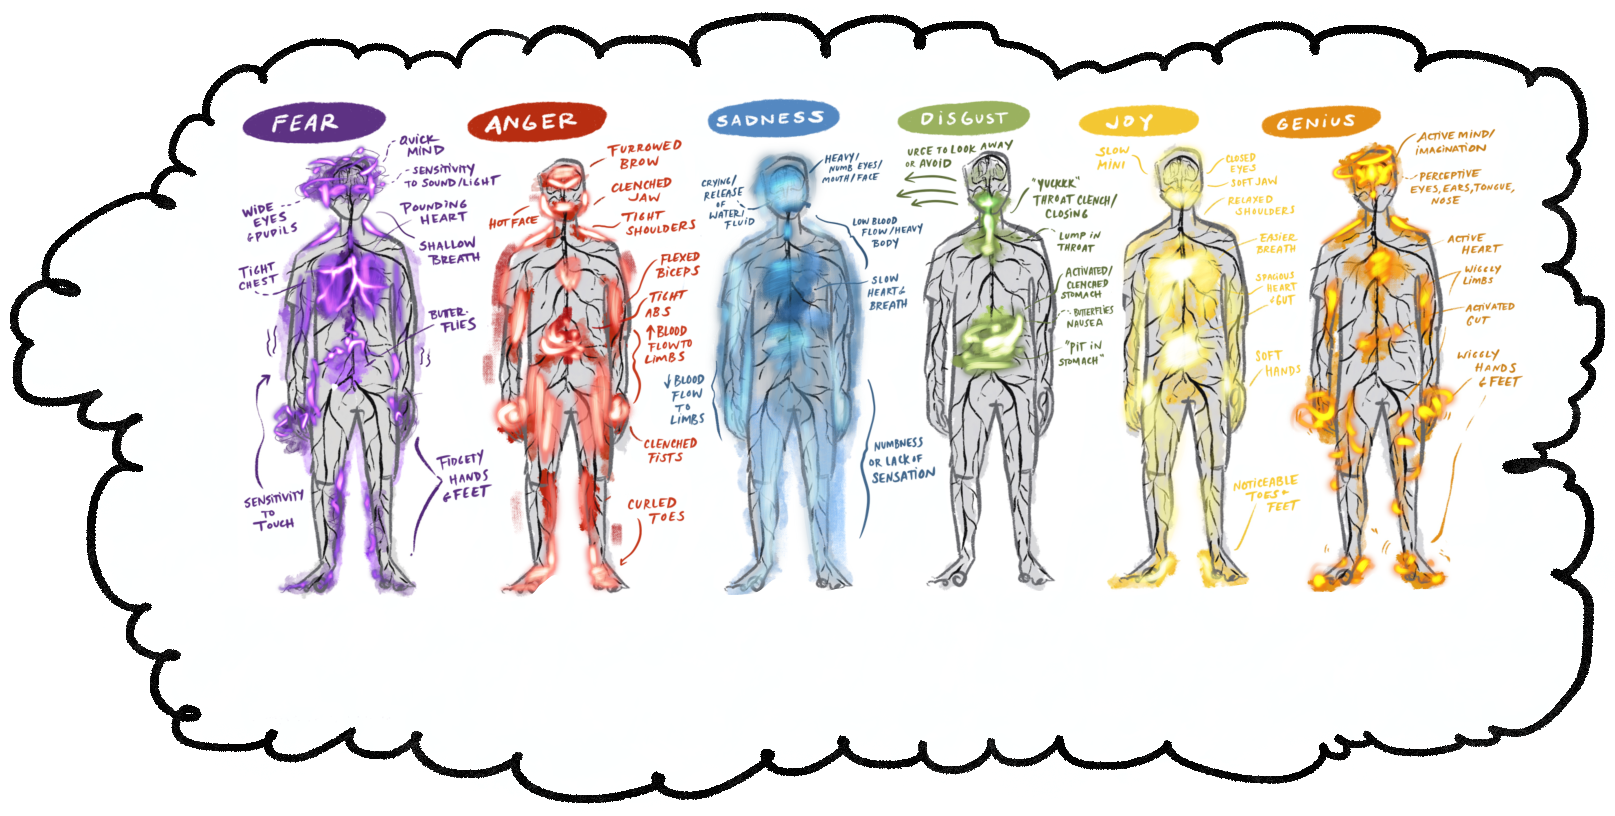 FEAR
QUICK
MIND
SENSITIVITY
TO SOUND/LIGHT
WIDE
EYES
&PUPILS
POUNDING
HEART
SHALLOW
BREATH
TIGHT
CHEST
BUTER-
FLIES
SENSITIVITY
TO
TOUCH
FIDGETY
HANDS
& FEET
ANGER
FURROWED
BROW
CLENCHED
JAW
HOT FACE
TIGHT
SHOULDERS
FLEXED
BICEPS
TIGHT
ABS
↑ BLOOD
FLOW TO
LIMBS
CLENCHED
FISTS
CURLED
TOES
SADNESS
HEAVY/
NUMB EYES/
MOUTH/FACE
CRYING/
RELEASE
OF
WATER/
FLUID
LOW BLOOD
FLOW/HEAVY
BODY
SLOW
HEART &
BREATH
↓ BLOOD
FLOW
TO
LIMBS
NUMBNESS
OR LACK OF
SENSATION
DISGUST
URGE TO LOOK AWAY
OR AVOID
"YUCKKK"
THROAT CLENCH/
CLOSING
LUMP IN
THROAT
ACTIVATED/
CLENCHED
STOMACH
BUTTERFLIES
NAUSEA
"PIT IN
STOMACH"
JOY
SLOW
MINI
CLOSED
EYES
SOFT JAW
RELAXED
SHOULDERS
EASIER
BREATH
SPACIOUS
HEART
& GUT
SOFT
HANDS
NOTICEABLE
TOES +
FEET
GENIUS
ACTIVE MIND/
IMAGINATION
PERCEPTIVE
EYES, EARS, TONGUE,
NOSE
ACTIVE
HEART
WIGGLY
LIMBS
ACTIVATED
GUT
WIGGLY
HANDS
& FEET